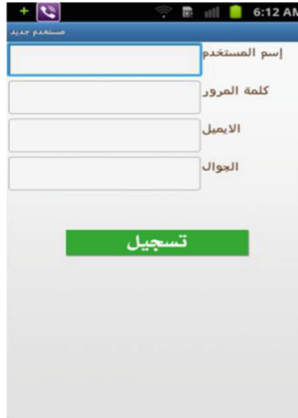 6:12 AM
مستخدم جديد
إسم المستخدم
كلمة المرور
الايميل
الجوال
تسجيل